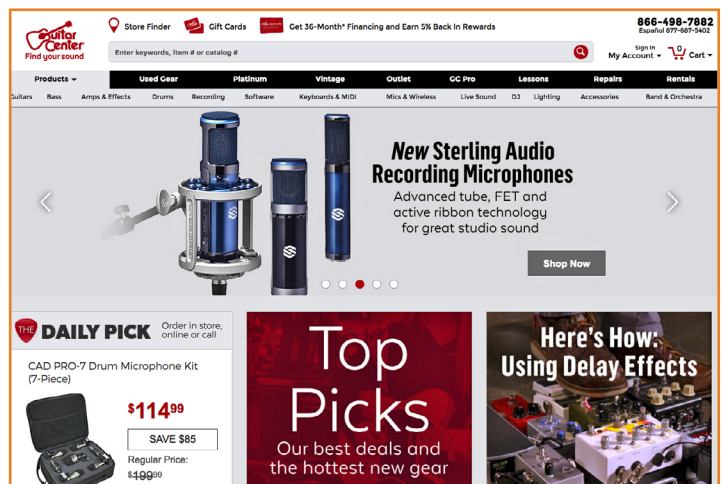 Guitar
Center
Find your sound
Store Finder
Gift Cards
Get 36-Month* Financing and Earn 5% Back In Rewards
866-498-7882
Español 877-687-5402
Enter keywords, item # or catalog #
Sign In
My Account
0
Cart
Products
Used Gear
Platinum
Vintage
Outlet
GC Pro
Lessons
Repairs
Rentals
Guitars
Bass
Amps & Effects
Drums
Recording
Software
Keyboards & MIDI
Mics & Wireless
Live Sound
DJ
Lighting
Accessories
Band & Orchestra
New Sterling Audio
Recording Microphones
Advanced tube, FET and
active ribbon technology
for great studio sound
Shop Now
THE DAILY PICK
Order in store,
online or call
CAD PRO-7 Drum Microphone Kit
(7-Piece)
$114.99
SAVE $85
Regular Price:
$199.99
Top
Picks
Our best deals and
the hottest new gear
Here's How:
Using Delay Effects